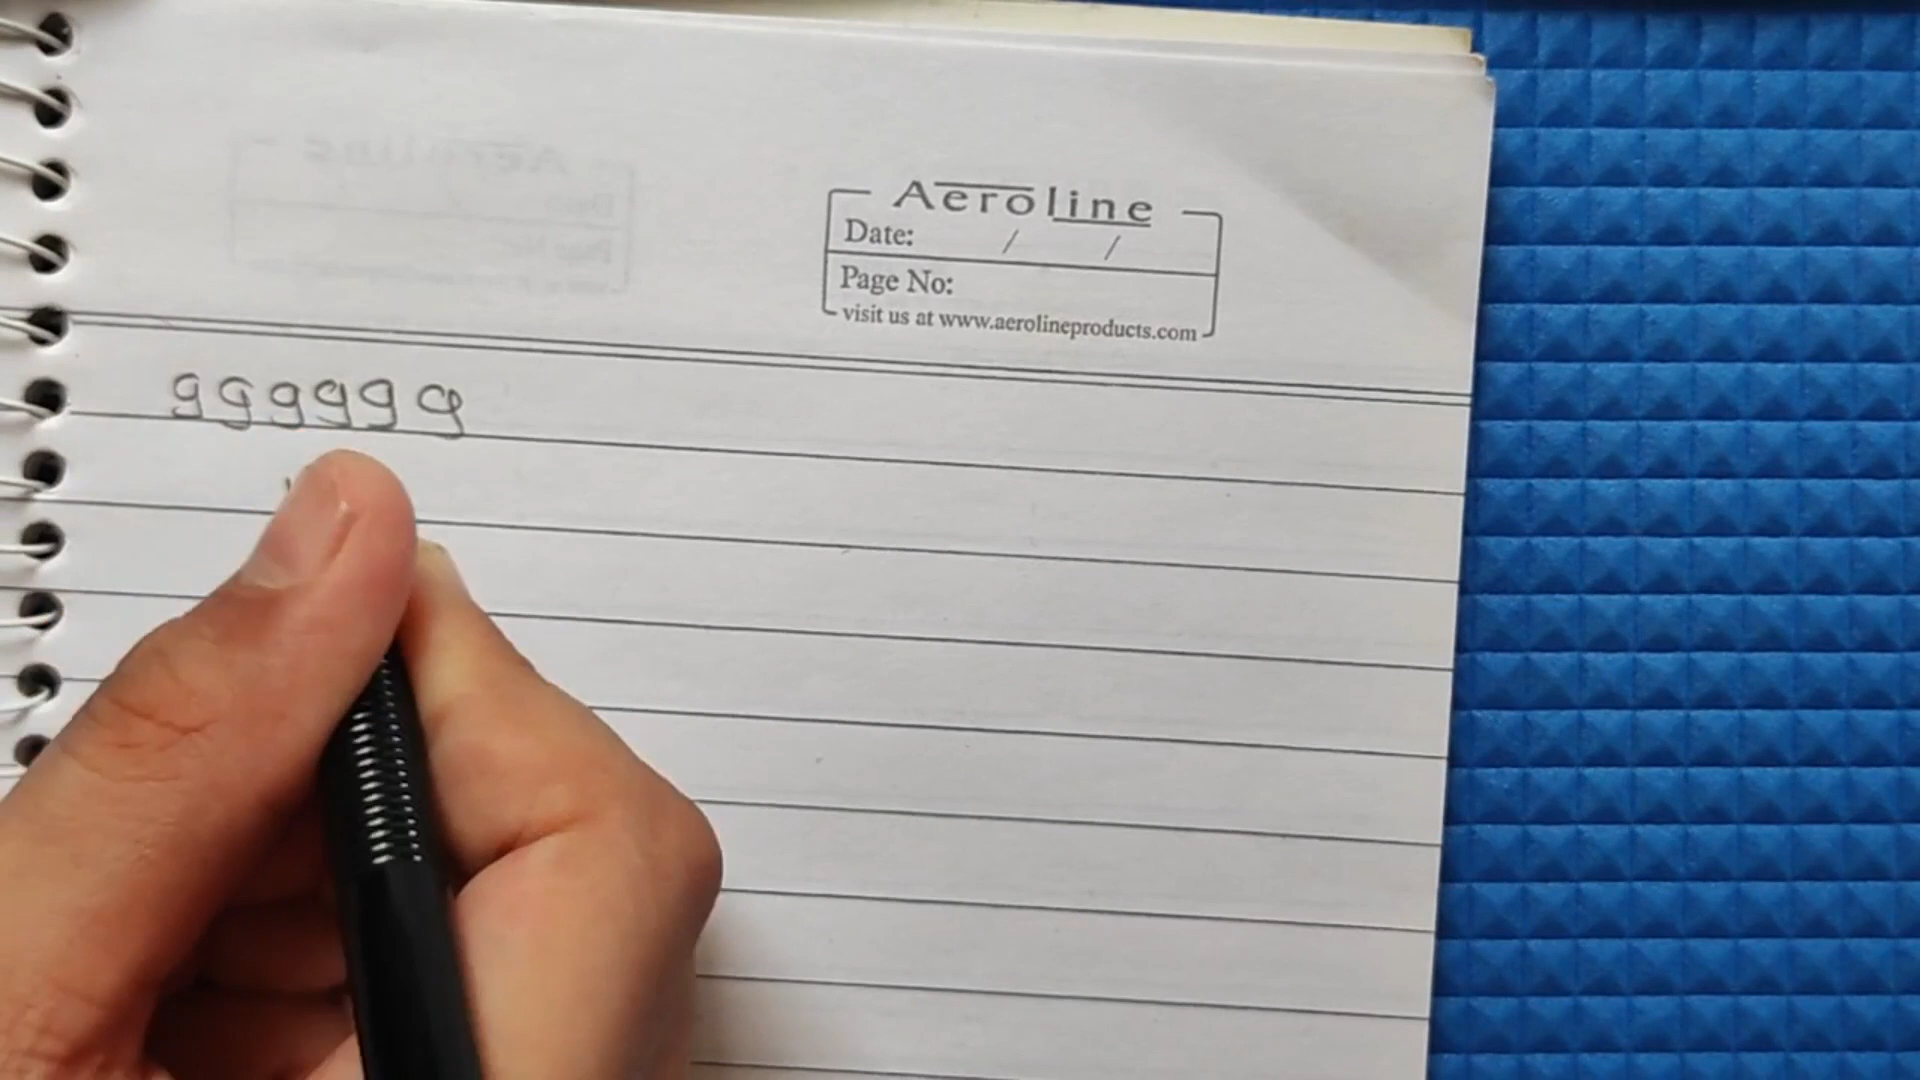 Aeroline
Date: / /
Page No:
visit us at www.aerolineproducts.com
999999